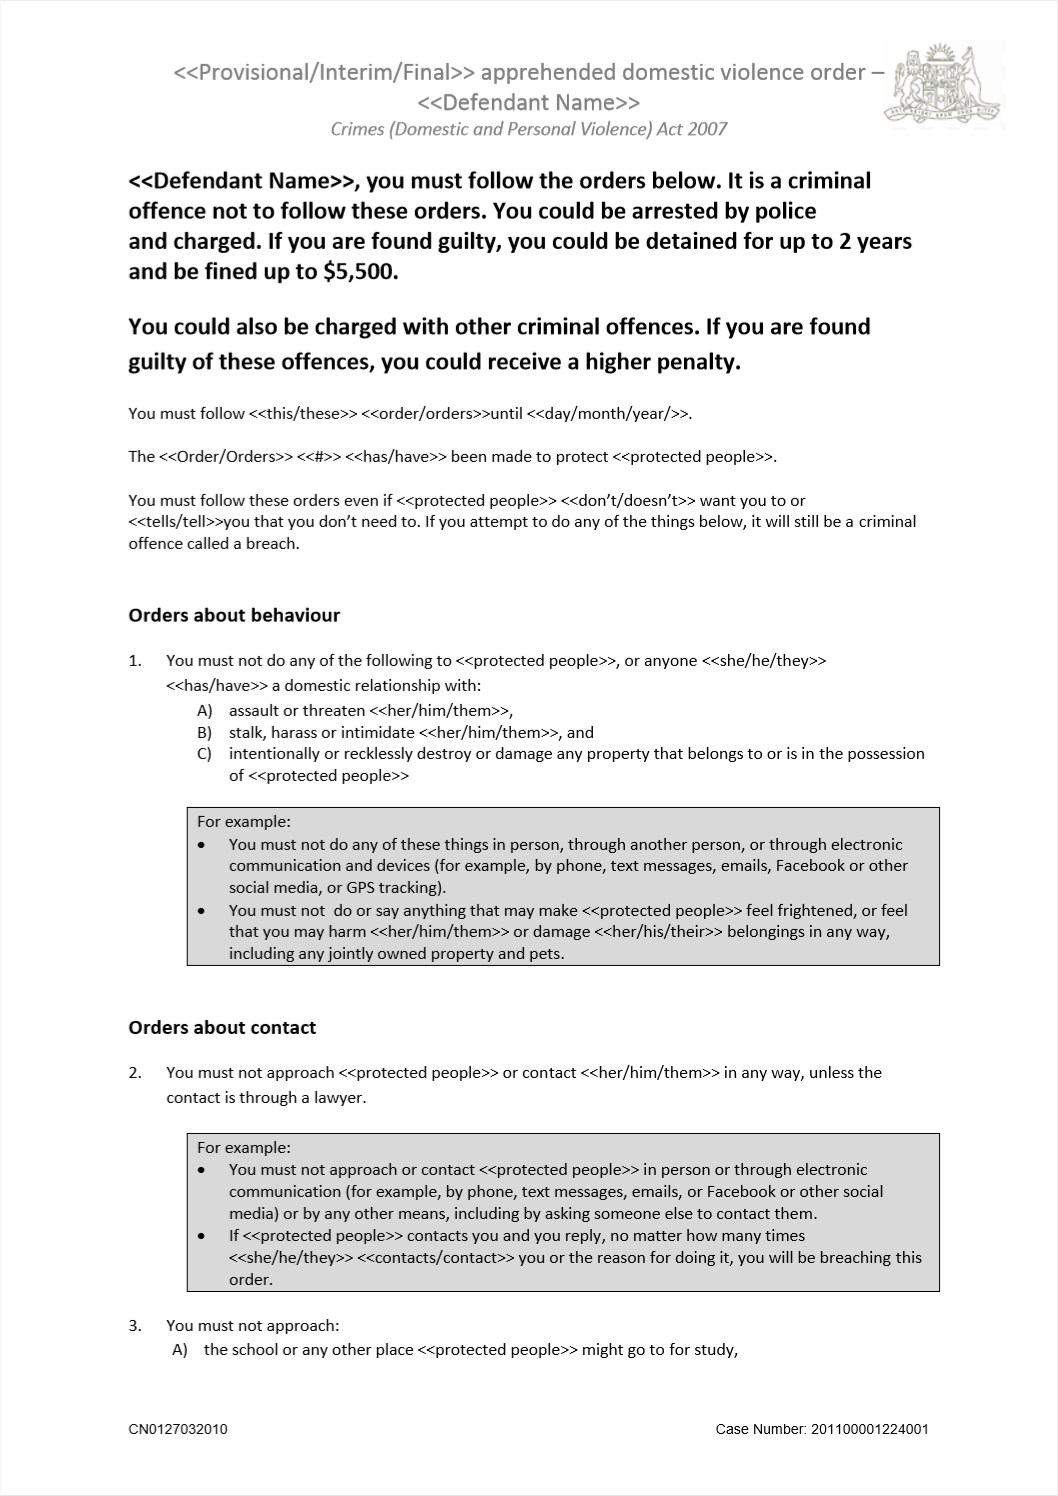 <<Provisional/Interim/Final>> apprehended domestic violence order –
<<Defendant Name>>
Crimes (Domestic and Personal Violence) Act 2007
<<Defendant Name>>, you must follow the orders below. It is a criminal
offence not to follow these orders. You could be arrested by police
and charged. If you are found guilty, you could be detained for up to 2 years
and be fined up to $5,500.
You could also be charged with other criminal offences. If you are found
guilty of these offences, you could receive a higher penalty.
You must follow <<this/these>> <<order/orders>>until <<day/month/year/>>.
The <<Order/Orders>> <<#>> <<has/have>> been made to protect <<protected people>>.
You must follow these orders even if <<protected people>> <<don’t/doesn’t>> want you to or
<<tells/tell>>you that you don’t need to. If you attempt to do any of the things below, it will still be a criminal
offence called a breach.
Orders about behaviour
1. You must not do any of the following to <<protected people>>, or anyone <<she/he/they>>
<<has/have>> a domestic relationship with:
A) assault or threaten <<her/him/them>>,
B) stalk, harass or intimidate <<her/him/them>>, and
C) intentionally or recklessly destroy or damage any property that belongs to or is in the possession
of <<protected people>>
For example:
• You must not do any of these things in person, through another person, or through electronic
communication and devices (for example, by phone, text messages, emails, Facebook or other
social media, or GPS tracking).
• You must not  do or say anything that may make <<protected people>> feel frightened, or feel
that you may harm <<her/him/them>> or damage <<her/his/their>> belongings in any way,
including any jointly owned property and pets.
Orders about contact
2. You must not approach <<protected people>> or contact <<her/him/them>> in any way, unless the
contact is through a lawyer.
For example:
• You must not approach or contact <<protected people>> in person or through electronic
communication (for example, by phone, text messages, emails, or Facebook or other social
media) or by any other means, including by asking someone else to contact them.
• If <<protected people>> contacts you and you reply, no matter how many times
<<she/he/they>> <<contacts/contact>> you or the reason for doing it, you will be breaching this
order.
3. You must not approach:
A) the school or any other place <<protected people>> might go to for study,
CN0127032010 Case Number: 201100001224001